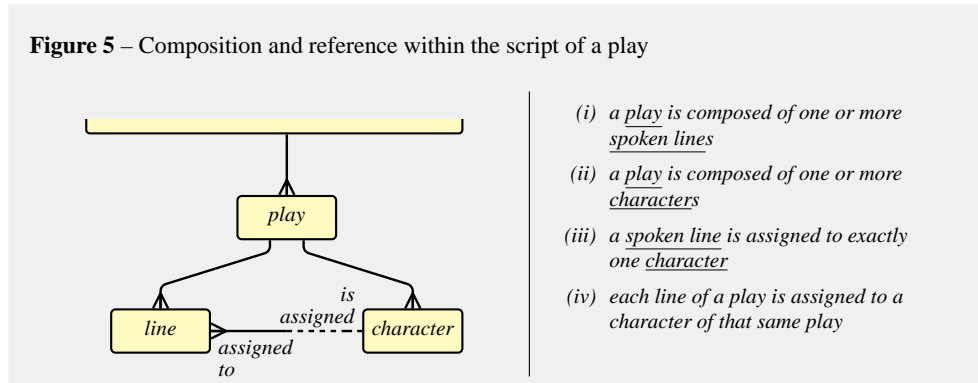 Figure 5 – Composition and reference within the script of a play
play
line
character
is
assigned
assigned
to
(i) a play is composed of one or more
spoken lines
(ii) a play is composed of one or more
characters
(iii) a spoken line is assigned to exactly
one character
(iv) each line of a play is assigned to a
character of that same play